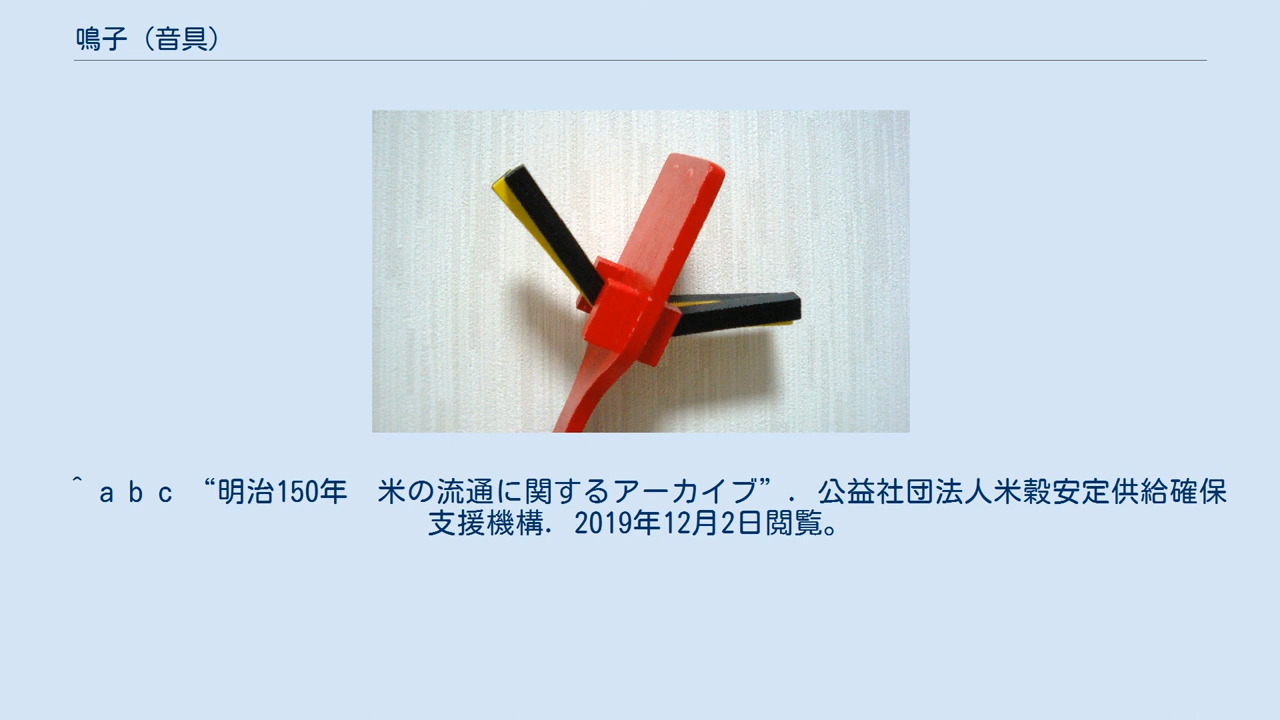 鳴子（音具）
^ a b c “明治150年　米の流通に関するアーカイブ”. 公益社団法人米穀安定供給確保
支援機構. 2019年12月2日閲覧。